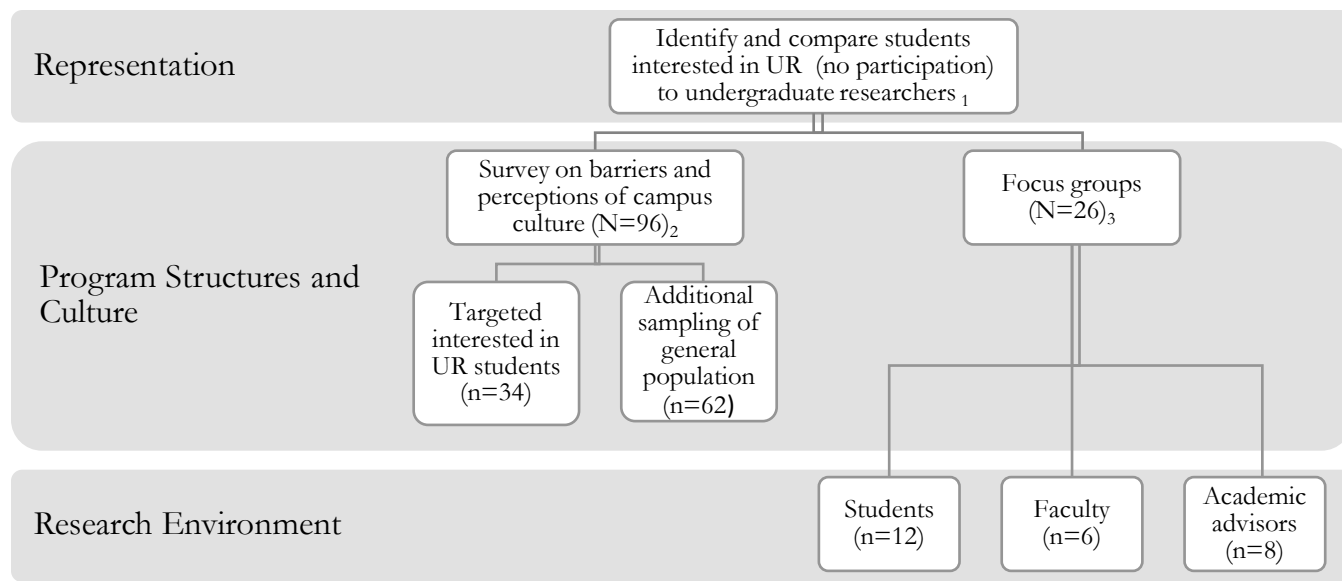 Representation
Identify and compare students
interested in UR (no participation)
to undergraduate researchers 1
Program Structures and
Culture
Survey on barriers and
perceptions of campus
culture (N=96)2
Focus groups
(N=26)3
Targeted
interested in
UR students
(n=34)
Additional
sampling of
general
population
(n=62)
Research Environment
Students
(n=12)
Faculty
(n=6)
Academic
advisors
(n=8)